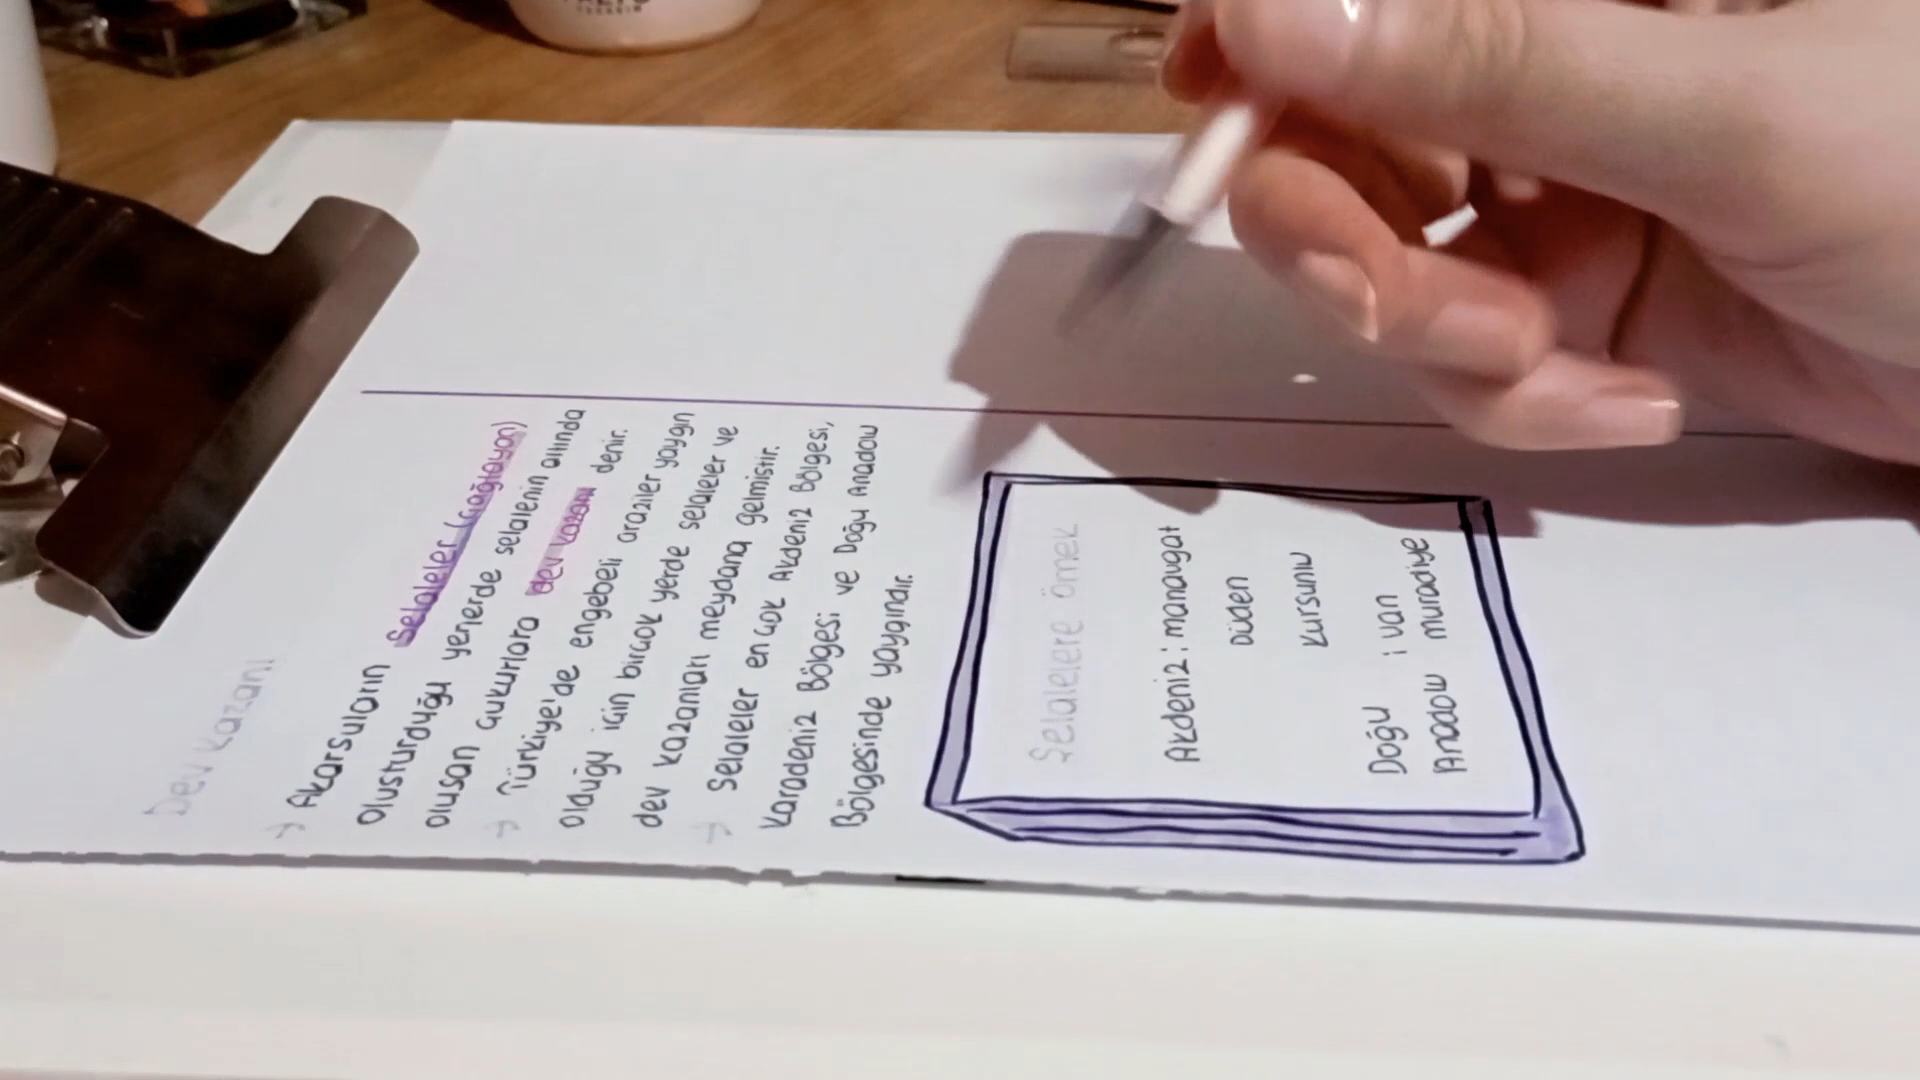 Dev kazanı
→ Akarsuların Şelaleler (çağlayan)
oluşturduğu yerlerde şelalenin altında
oluşan çukurlara dev kazanı denir.
→ Türkiye'de engebeli araziler yaygın
olduğu için birçok yerde şelaleler ve
dev kazanları meydana gelmiştir.
→ Şelaleler en çok Akdeniz Bölgesi,
Karadeniz Bölgesi ve Doğu Anadolu
Bölgesinde yaygındır.
Şelalere örnek
Akdeniz : manavgat
Düden
Kurşunlu
Doğu : van
Anadolu muradiye